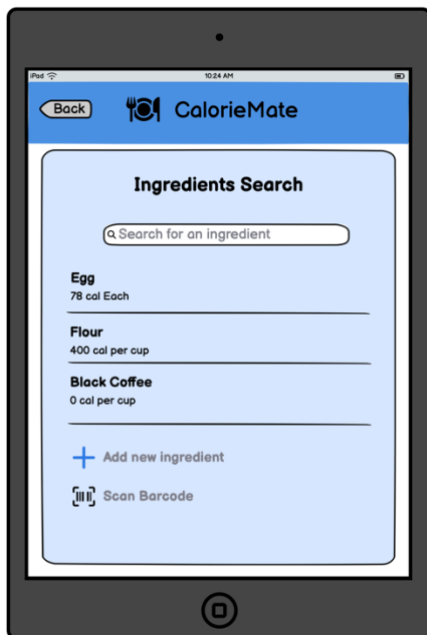 iPad 10:24 AM
Back CalorieMate
Ingredients Search
Search for an ingredient
Egg
78 cal Each
Flour
400 cal per cup
Black Coffee
0 cal per cup
Add new ingredient
Scan Barcode